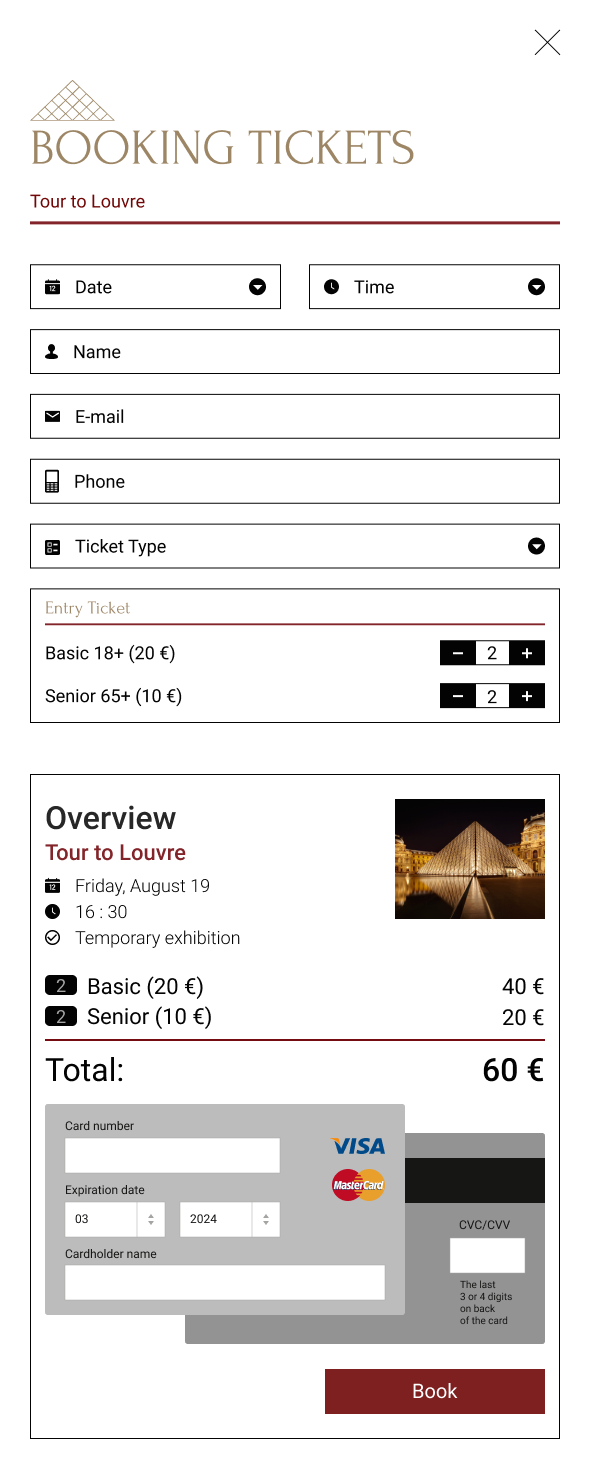 BOOKING TICKETS
Tour to Louvre
12 Date
Time
Name
E-mail
Phone
Ticket Type
Entry Ticket
Basic 18+ (20 €) − 2 +
Senior 65+ (10 €) − 2 +
Overview
Tour to Louvre
12 Friday, August 19
16 : 30
Temporary exhibition
2 Basic (20 €) 40 €
2 Senior (10 €) 20 €
Total: 60 €
Card number
VISA
MasterCard
Expiration date
03 2024
Cardholder name
CVC/CVV
The last
3 or 4 digits
on back
of the card
Book